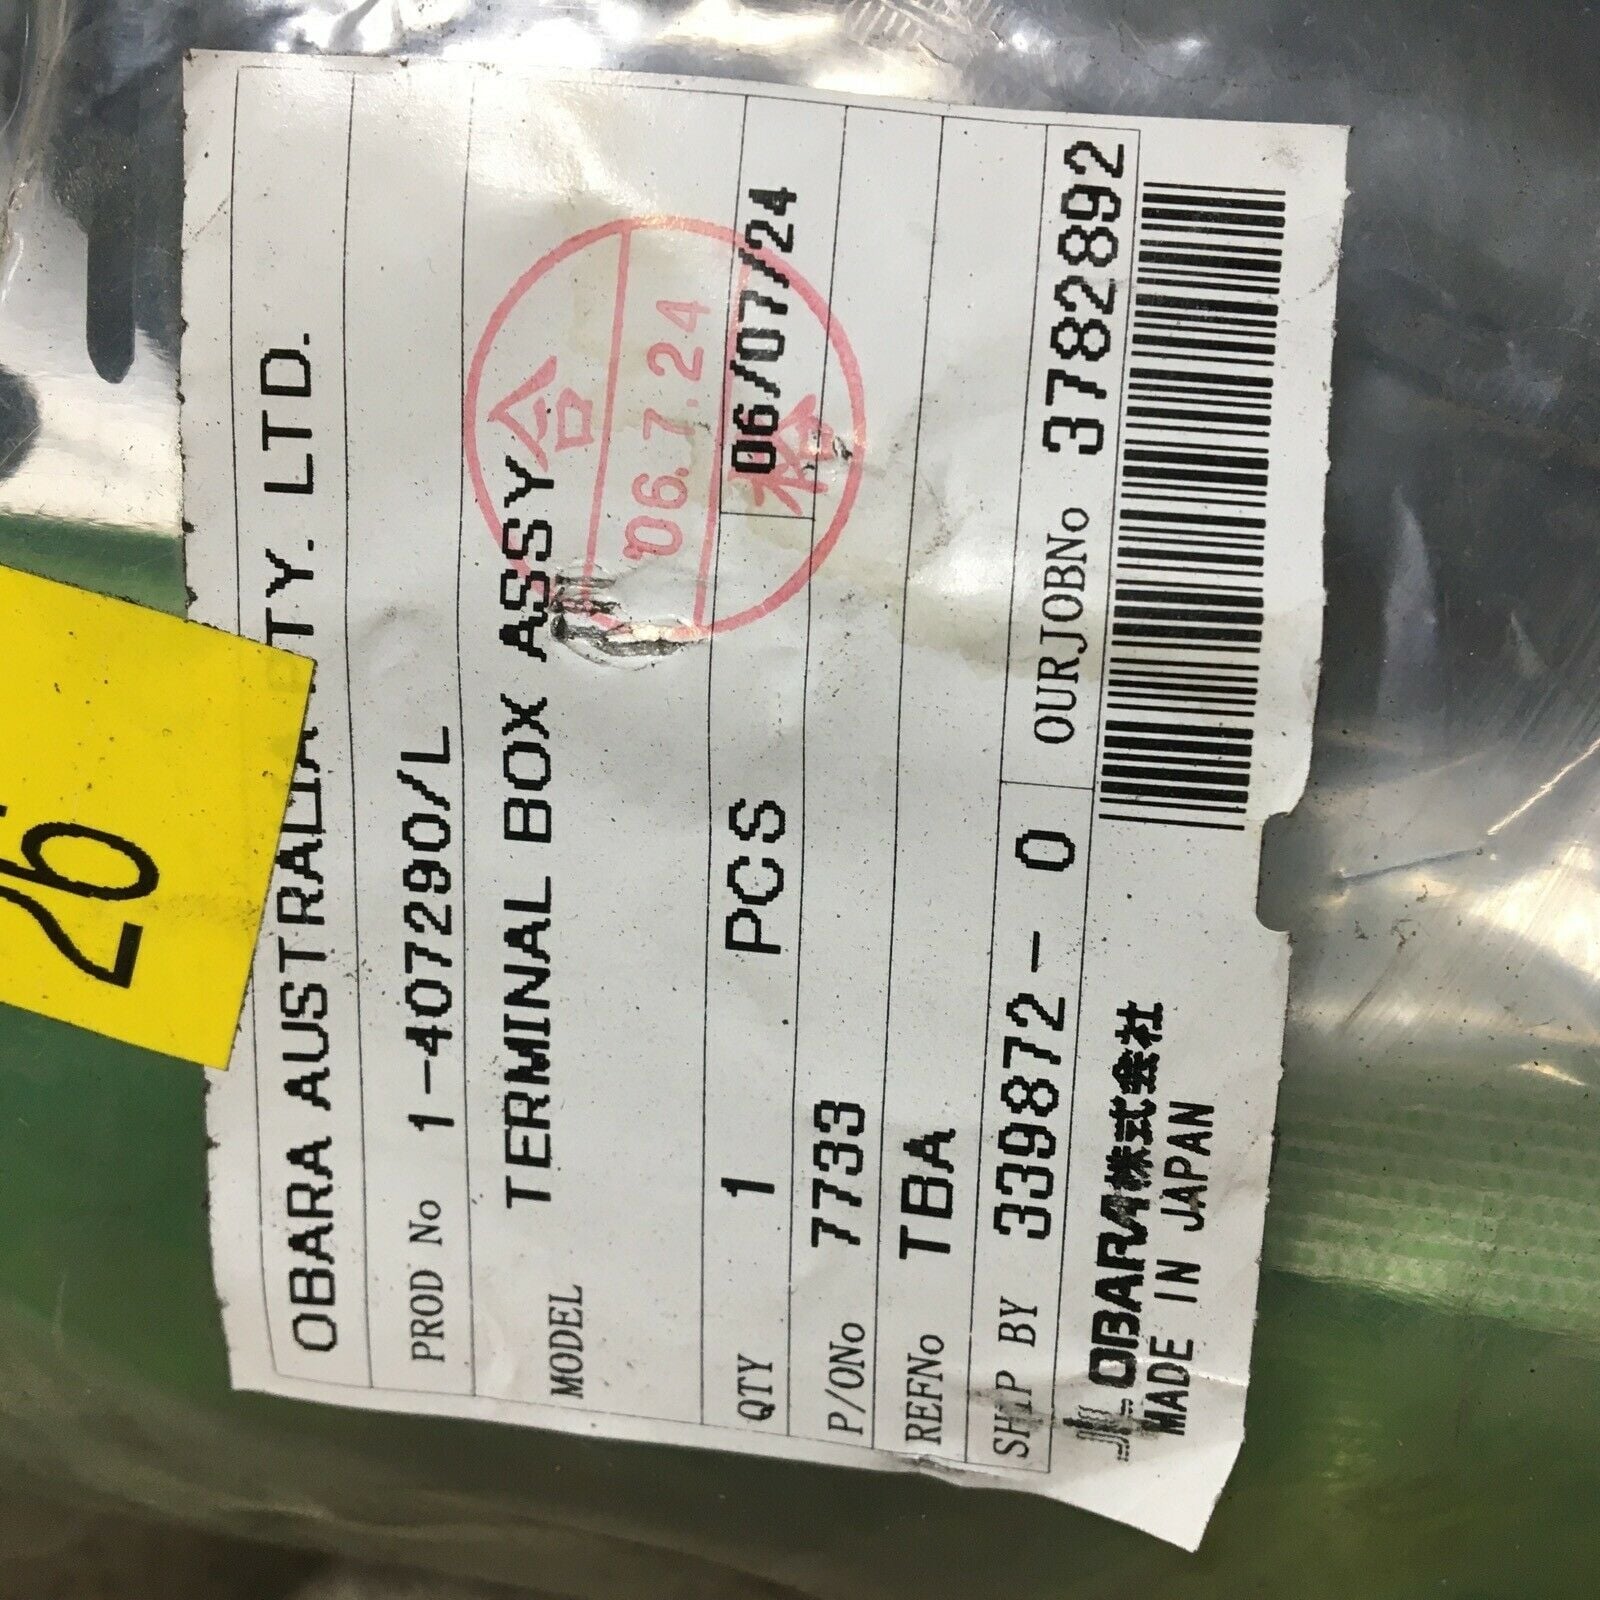 OBARA AUSTRALIA PTY. LTD.
PROD No 1-407290/L
TERMINAL BOX ASSY
MODEL
合
'06.7.24
格
QTY 1 PCS 06/07/24
P/ONo 7733
REFNo TBA
SHIP BY 33987２- 0 OURJOBNo 3782892
OBARA株式会社
MADE IN JAPAN
26